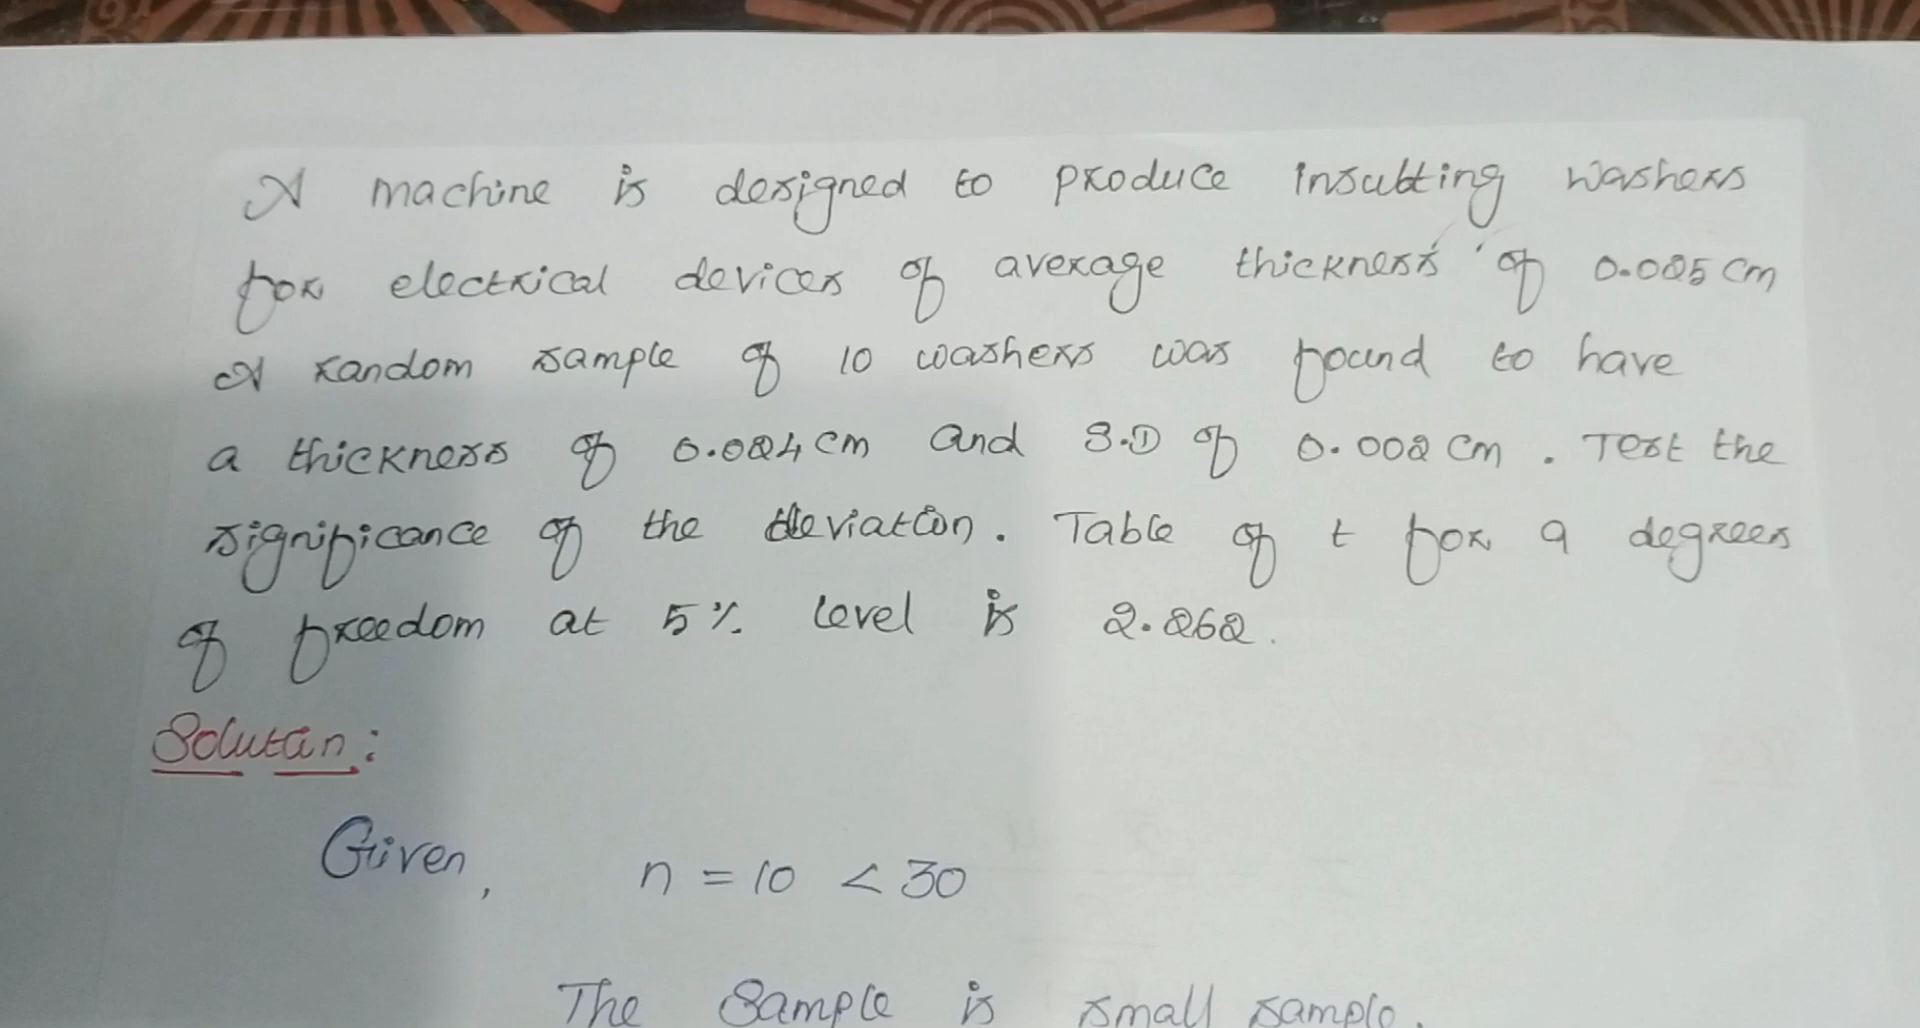 A machine is designed to produce insulting washers
for electrical devices of average thickness of 0.025 cm
A random sample of 10 washers was found to have
a thickness of 0.024 cm and S.D of 0.002 cm . Test the
significance of the deviation. Table of t for 9 degrees
of freedom at 5% level is 2.262.
Solution:
Given, n = 10 < 30
The Sample is small sample.